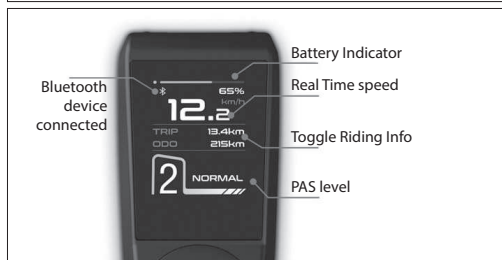 Battery Indicator
Bluetooth
device
connected
65%
km/h
Real Time speed
12.2
TRIP 13.4km
ODO 215km
Toggle Riding Info
2 NORMAL
PAS level